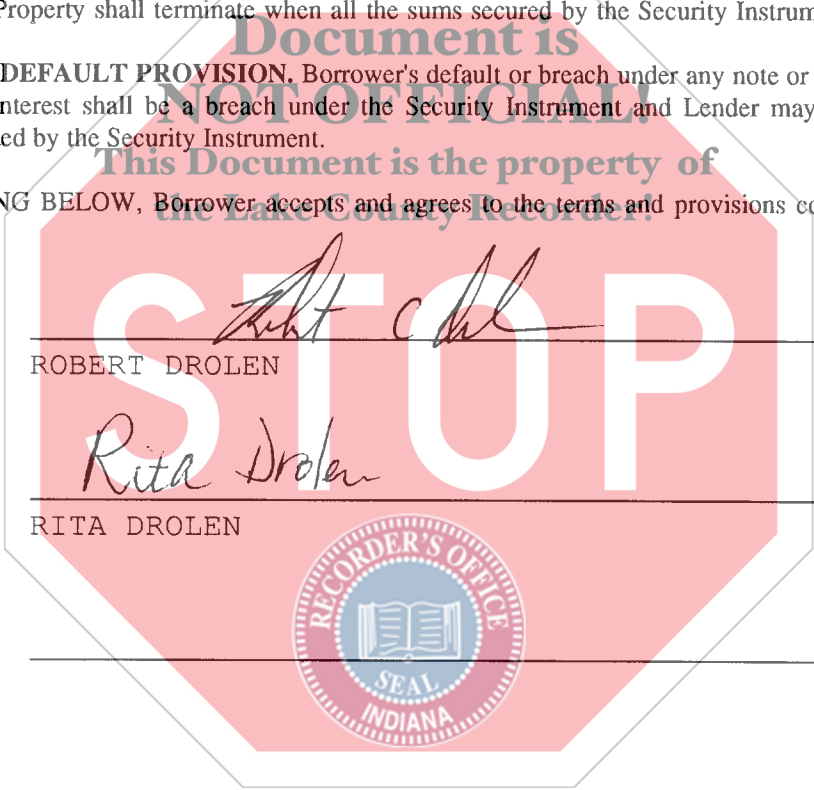 Property shall terminate when all the sums secured by the Security Instrum
Document is
DEFAULT PROVISION. Borrower's default or breach under any note or
NOT OFFICIAL!
nterest shall be a breach under the Security Instrument and Lender may
ed by the Security Instrument.
This Document is the property of
the Lake County Recorder!
NG BELOW, Borrower accepts and agrees to the terms and provisions co
STOP
ROBERT DROLEN
Rita Drolen
RITA DROLEN
RECORDER'S OFFICE
SEAL
INDIANA